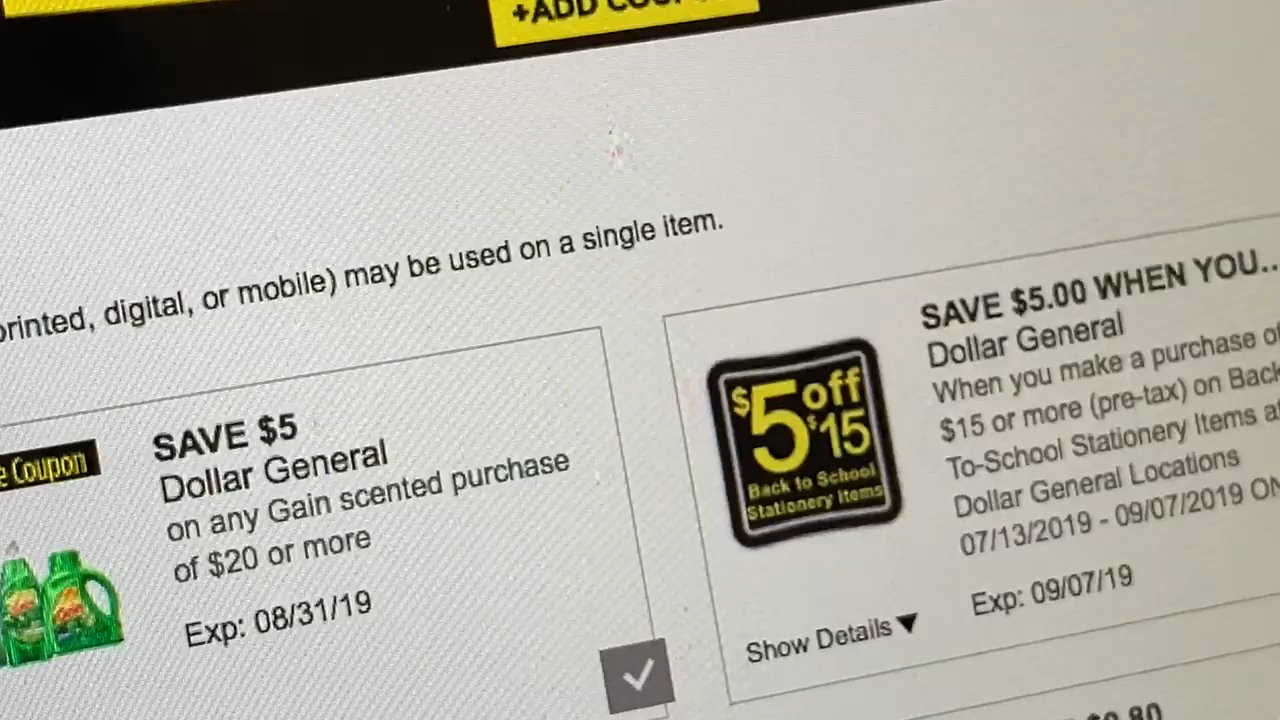 +ADD COUP
printed, digital, or mobile) may be used on a single item.
e Coupon
SAVE $5
Dollar General
on any Gain scented purchase
of $20 or more
Exp: 08/31/19
$5 off
$15
Back to School
Stationery Items
SAVE $5.00 WHEN YOU...
Dollar General
When you make a purchase of
$15 or more (pre-tax) on Back
To-School Stationery Items at
Dollar General Locations
07/13/2019 - 09/07/2019 ON
Exp: 09/07/19
Show Details ▼